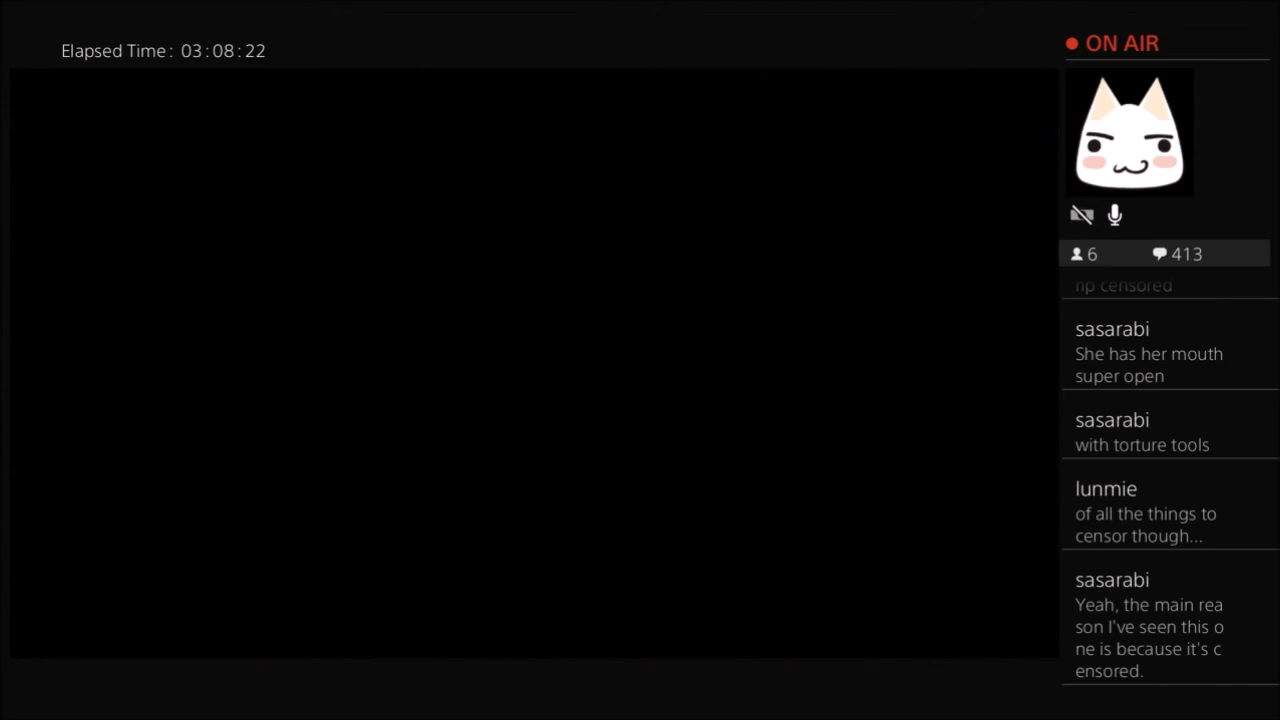 Elapsed Time: 03:08:22
ON AIR
6 413
rip censored
sasarabi
She has her mouth
super open
sasarabi
with torture tools
lunmie
of all the things to
censor though...
sasarabi
Yeah, the main rea
son I've seen this o
ne is because it's c
ensored.